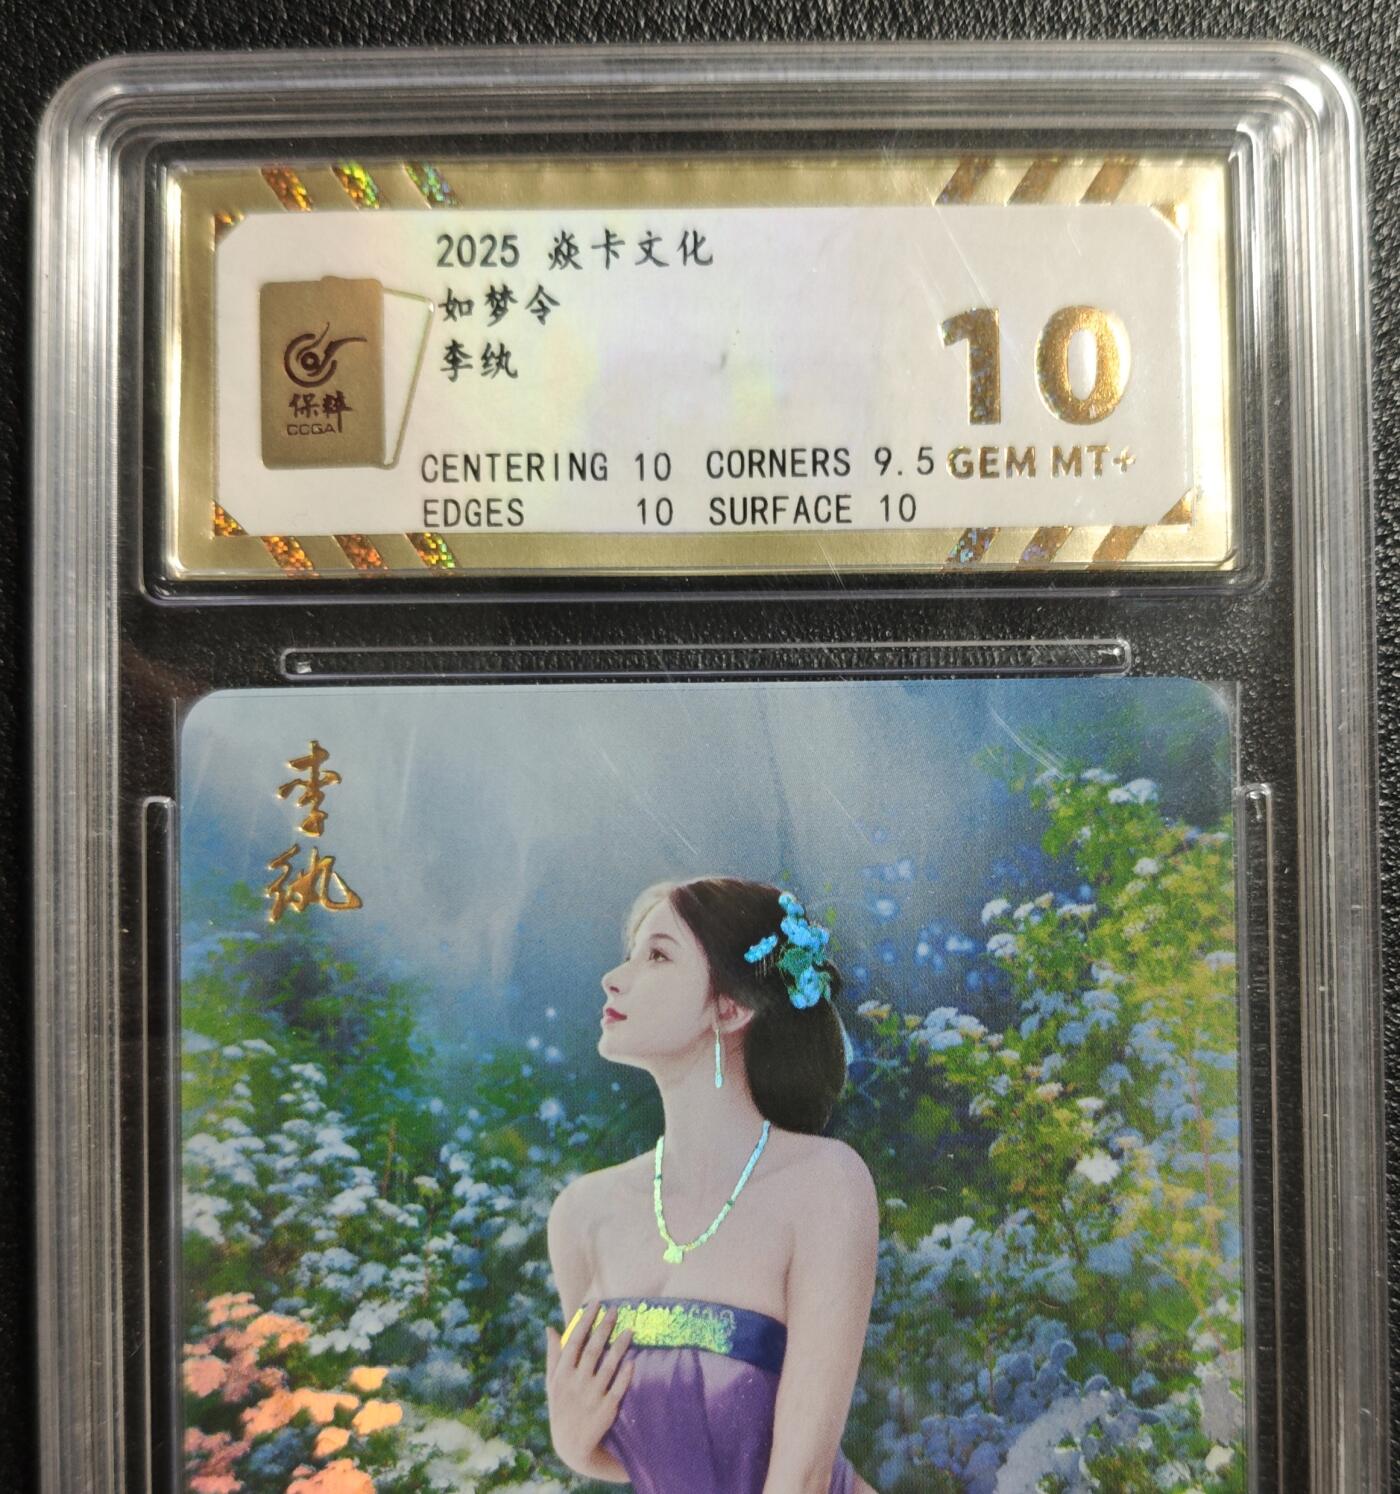 2025 焱卡文化
如梦令
李纨
保粹
CCGA
10
GEM MT+
CENTERING 10 CORNERS 9.5
EDGES 10 SURFACE 10
李纨